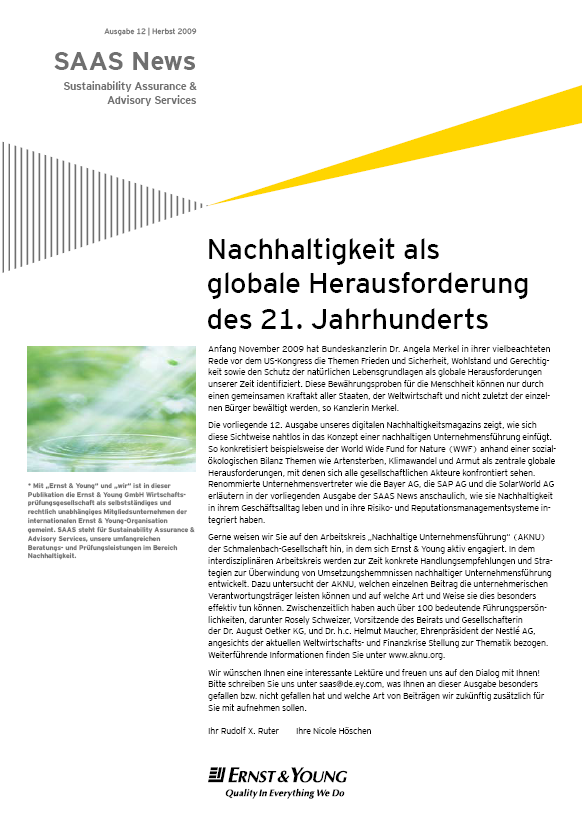 Ausgabe 12 | Herbst 2009
SAAS News
Sustainability Assurance &
Advisory Services
Nachhaltigkeit als
globale Herausforderung
des 21. Jahrhunderts
Anfang November 2009 hat Bundeskanzlerin Dr. Angela Merkel in ihrer vielbeachteten
Rede vor dem US-Kongress die Themen Frieden und Sicherheit, Wohlstand und Gerechtig-
keit sowie den Schutz der natürlichen Lebensgrundlagen als globale Herausforderungen
unserer Zeit identifiziert. Diese Bewährungsproben für die Menschheit können nur durch
einen gemeinsamen Kraftakt aller Staaten, der Weltwirtschaft und nicht zuletzt der einzel-
nen Bürger bewältigt werden, so Kanzlerin Merkel.
Die vorliegende 12. Ausgabe unseres digitalen Nachhaltigkeitsmagazins zeigt, wie sich
diese Sichtweise nahtlos in das Konzept einer nachhaltigen Unternehmensführung einfügt.
So konkretisiert beispielsweise der World Wide Fund for Nature (WWF) anhand einer sozial-
ökologischen Bilanz Themen wie Artensterben, Klimawandel und Armut als zentrale globale
Herausforderungen, mit denen sich alle gesellschaftlichen Akteure konfrontiert sehen.
Renommierte Unternehmensvertreter wie die Bayer AG, die SAP AG und die SolarWorld AG
erläutern in der vorliegenden Ausgabe der SAAS News anschaulich, wie sie Nachhaltigkeit
in ihrem Geschäftsalltag leben und in ihre Risiko- und Reputationsmanagementsysteme in-
tegriert haben.
Gerne weisen wir Sie auf den Arbeitskreis „Nachhaltige Unternehmensführung“ (AKNU)
der Schmalenbach-Gesellschaft hin, in dem sich Ernst & Young aktiv engagiert. In dem
interdisziplinären Arbeitskreis werden zur Zeit konkrete Handlungsempfehlungen und Stra-
tegien zur Überwindung von Umsetzungshemmnissen nachhaltiger Unternehmensführung
entwickelt. Dazu untersucht der AKNU, welchen einzelnen Beitrag die unternehmerischen
Verantwortungsträger leisten können und auf welche Art und Weise sie dies besonders
effektiv tun können. Zwischenzeitlich haben auch über 100 bedeutende Führungspersön-
lichkeiten, darunter Rosely Schweizer, Vorsitzende des Beirats und Gesellschafterin
der Dr. August Oetker KG, und Dr. h.c. Helmut Maucher, Ehrenpräsident der Nestlé AG,
angesichts der aktuellen Weltwirtschafts- und Finanzkrise Stellung zur Thematik bezogen.
Weiterführende Informationen finden Sie unter www.aknu.org.
Wir wünschen Ihnen eine interessante Lektüre und freuen uns auf den Dialog mit Ihnen!
Bitte schreiben Sie uns unter saas@de.ey.com, was Ihnen an dieser Ausgabe besonders
gefallen bzw. nicht gefallen hat und welche Art von Beiträgen wir zukünftig zusätzlich für
Sie mit aufnehmen sollen.
Ihr Rudolf X. Ruter Ihre Nicole Höschen
* Mit „Ernst & Young“ und „wir“ ist in dieser
Publikation die Ernst & Young GmbH Wirtschafts-
prüfungsgesellschaft als selbstständiges und
rechtlich unabhängiges Mitgliedsunternehmen der
internationalen Ernst & Young-Organisation
gemeint. SAAS steht für Sustainability Assurance &
Advisory Services, unsere umfangreichen
Beratungs- und Prüfungsleistungen im Bereich
Nachhaltigkeit.
ERNST & YOUNG
Quality In Everything We Do